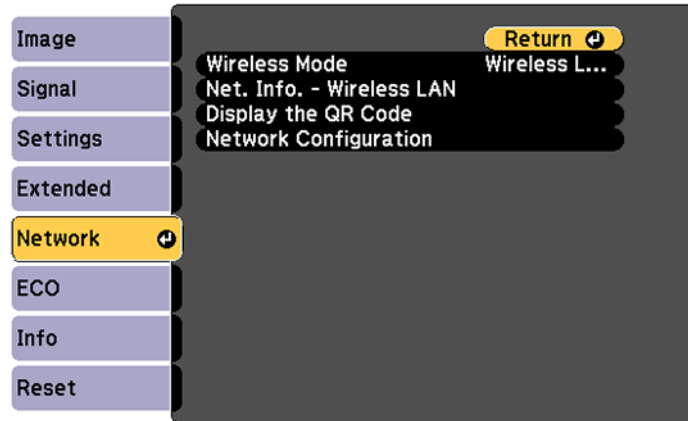 Image
Signal
Settings
Extended
Network
ECO
Info
Reset
Return
Wireless Mode Wireless L...
Net. Info. - Wireless LAN
Display the QR Code
Network Configuration